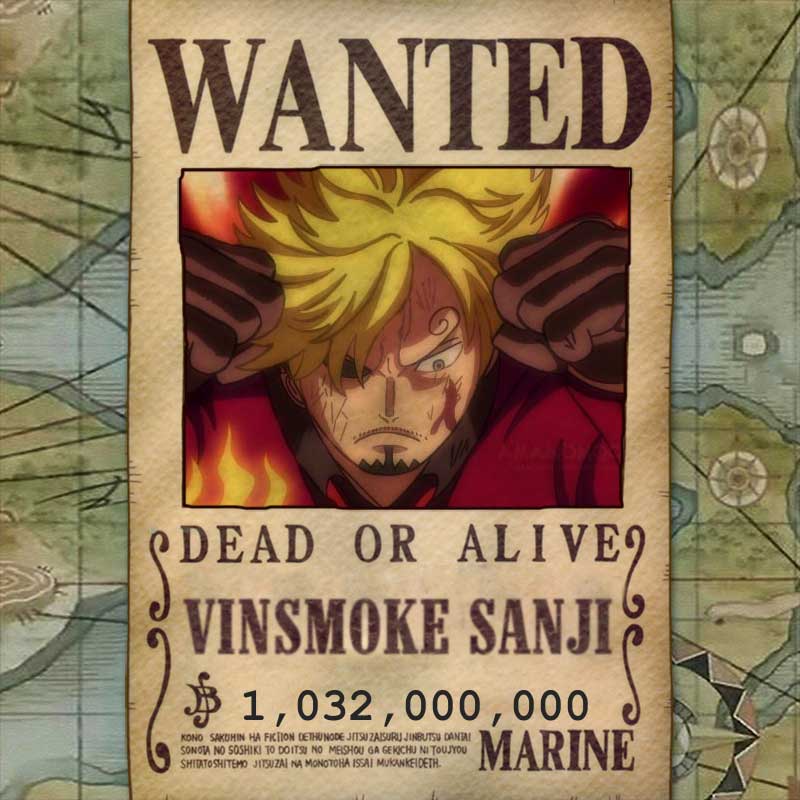 WANTED
DEAD OR ALIVE
VINSMOKE SANJI
1,032,000,000
KONO SAKUHIN HA FICTION DETHUNODE JITSUZAISURU JINBUTSU DANTAI
SONOTA NO SOSHIKI TO DOITSU NO MEISHOU GA GEKICHU NI TOUJYOU
SHITATOSHITEMO JITSUZAI NA MONOTOHA ISSAI MUKANKEIDETH.
MARINE